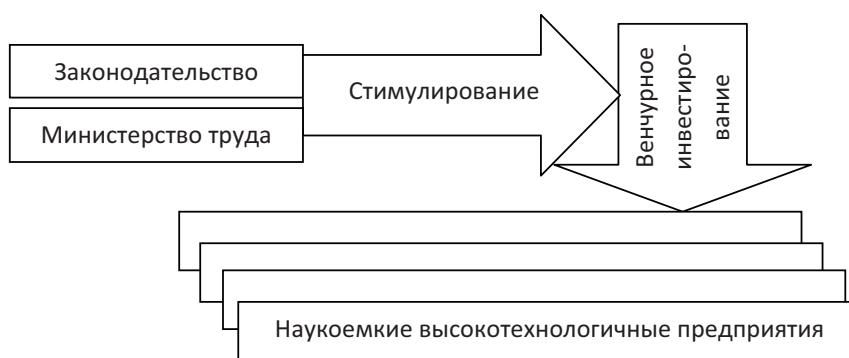 Законодательство
Министерство труда
Стимулирование
Венчурное
инвестиро-
вание
Наукоемкие высокотехнологичные предприятия